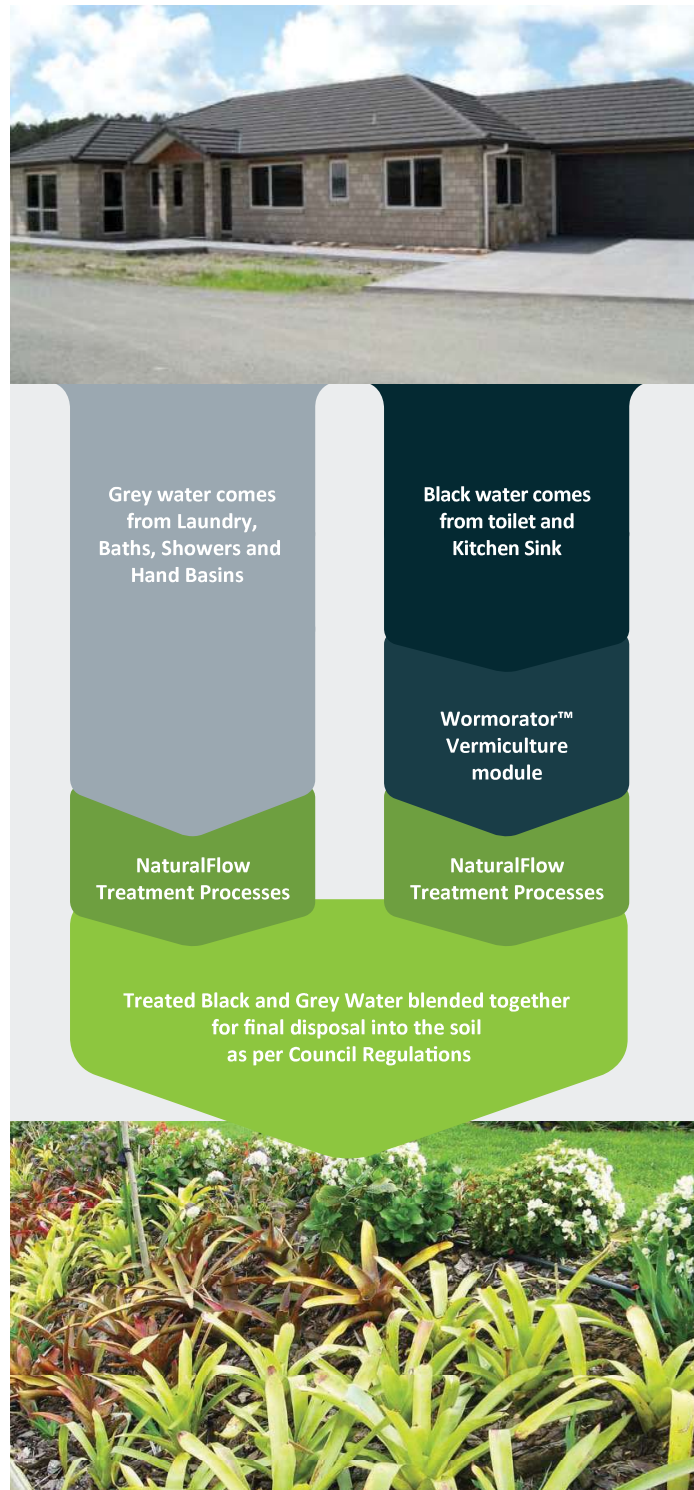 Grey water comes
from Laundry,
Baths, Showers and
Hand Basins
Black water comes
from toilet and
Kitchen Sink
Wormorator™
Vermiculture
module
NaturalFlow
Treatment Processes
NaturalFlow
Treatment Processes
Treated Black and Grey Water blended together
for final disposal into the soil
as per Council Regulations